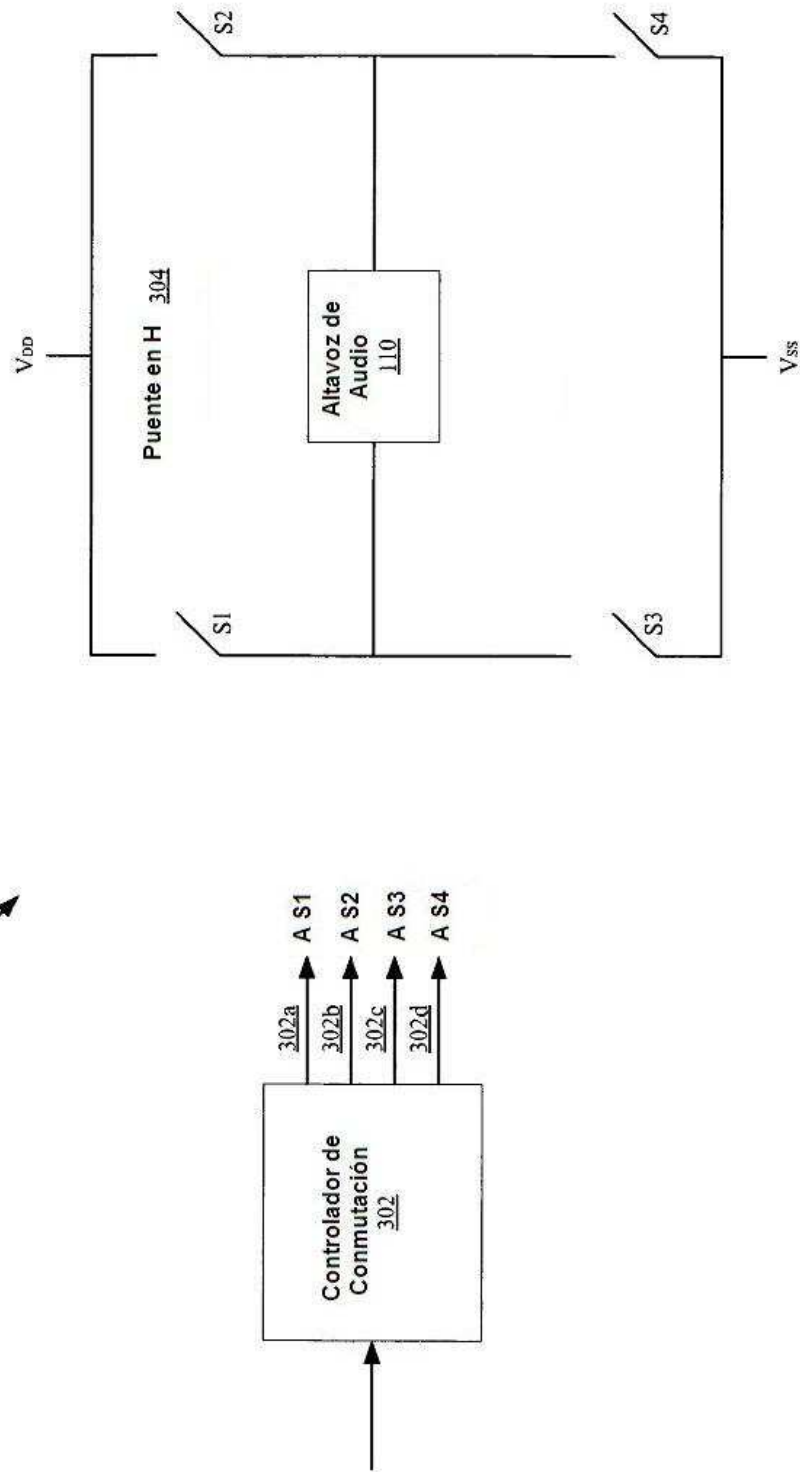 Controlador de
Conmutación
302
302a
A S1
302b
A S2
302c
A S3
302d
A S4
VDD
Puente en H 304
S1
S2
Altavoz de
Audio
110
S3
S4
VSS